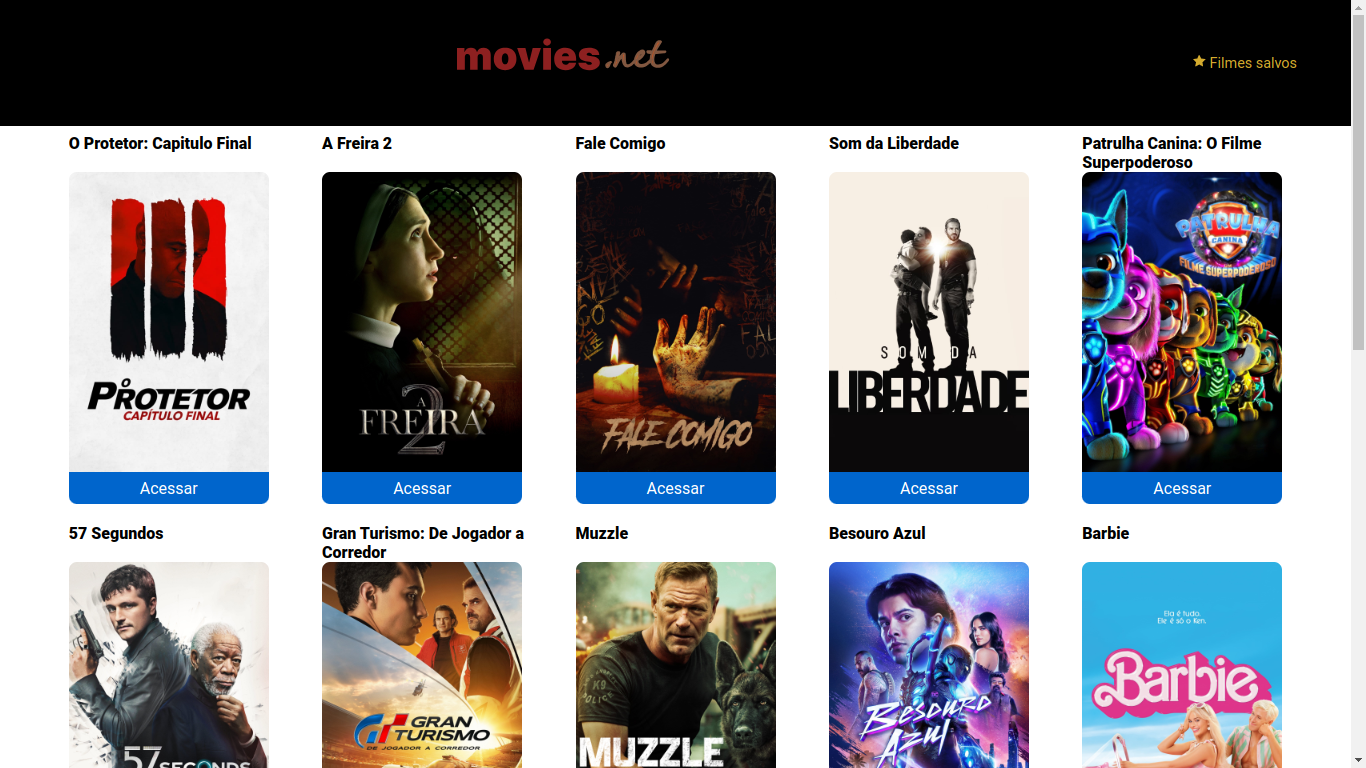 movies.net
★ Filmes salvos
O Protetor: Capitulo Final
A Freira 2
Fale Comigo
Som da Liberdade
Patrulha Canina: O Filme
Superpoderoso
O
PROTETOR
CAPÍTULO FINAL
A
FREIRA
2
FALE COMIGO
SOM DA
LIBERDADE
PATRULHA
CANINA
FILME SUPERPODEROSO
Acessar
Acessar
Acessar
Acessar
Acessar
57 Segundos
Gran Turismo: De Jogador a
Corredor
Muzzle
Besouro Azul
Barbie
57 SECONDS
GRAN
TURISMO
DE JOGADOR A CORREDOR
K9
POLICE
MUZZLE
BESOURO
AZUL
Ela é tudo.
Ele é só o Ken.
Barbie